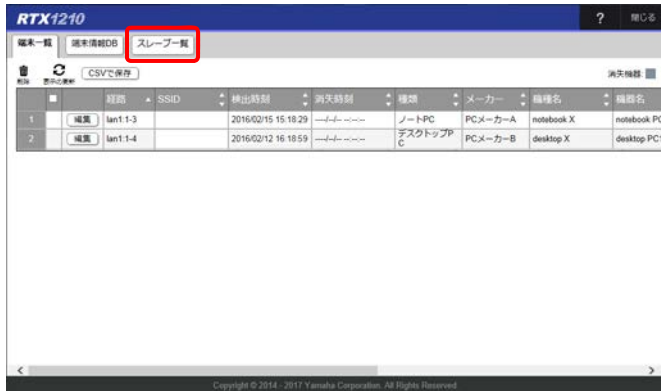 RTX1210 ? 閉じる
端末一覧 端末情報DB スレーブ一覧
削除 表示の更新 CSVで保存 消失機器:
経路 SSID 検出時刻 消失時刻 種類 メーカー 機種名 機器名
1 編集 lan1:1-3 2016/02/15 15:18:29 ----/--/-- --:--:-- ノートPC PCメーカーA notebook X notebook PC
2 編集 lan1:1-4 2016/02/12 16:18:59 ----/--/-- --:--:-- デスクトップP
C PCメーカーB desktop X desktop PC
Copyright © 2014 - 2017 Yamaha Corporation. All Rights Reserved.